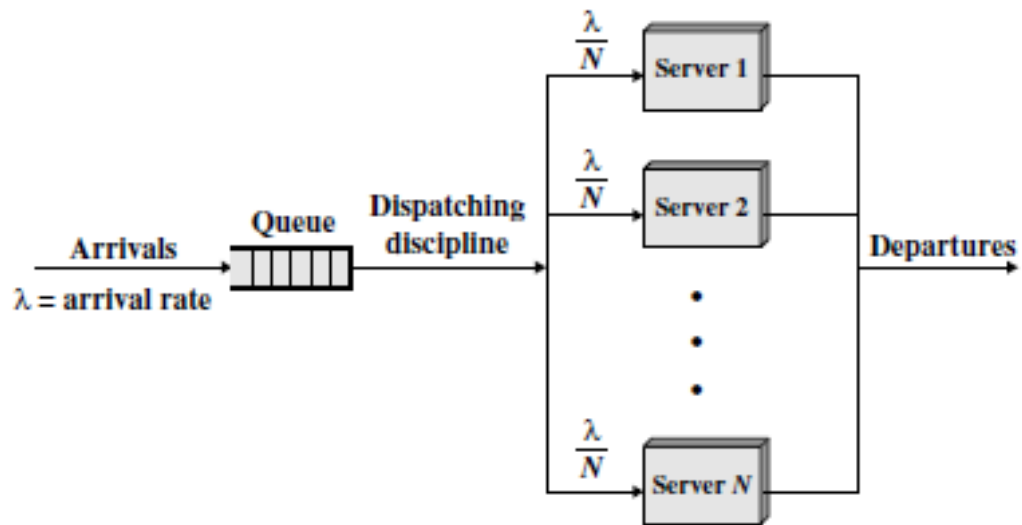 λ
N
Server 1
λ
N
Server 2
Queue
Dispatching
discipline
Arrivals
λ = arrival rate
Departures
λ
N
Server N